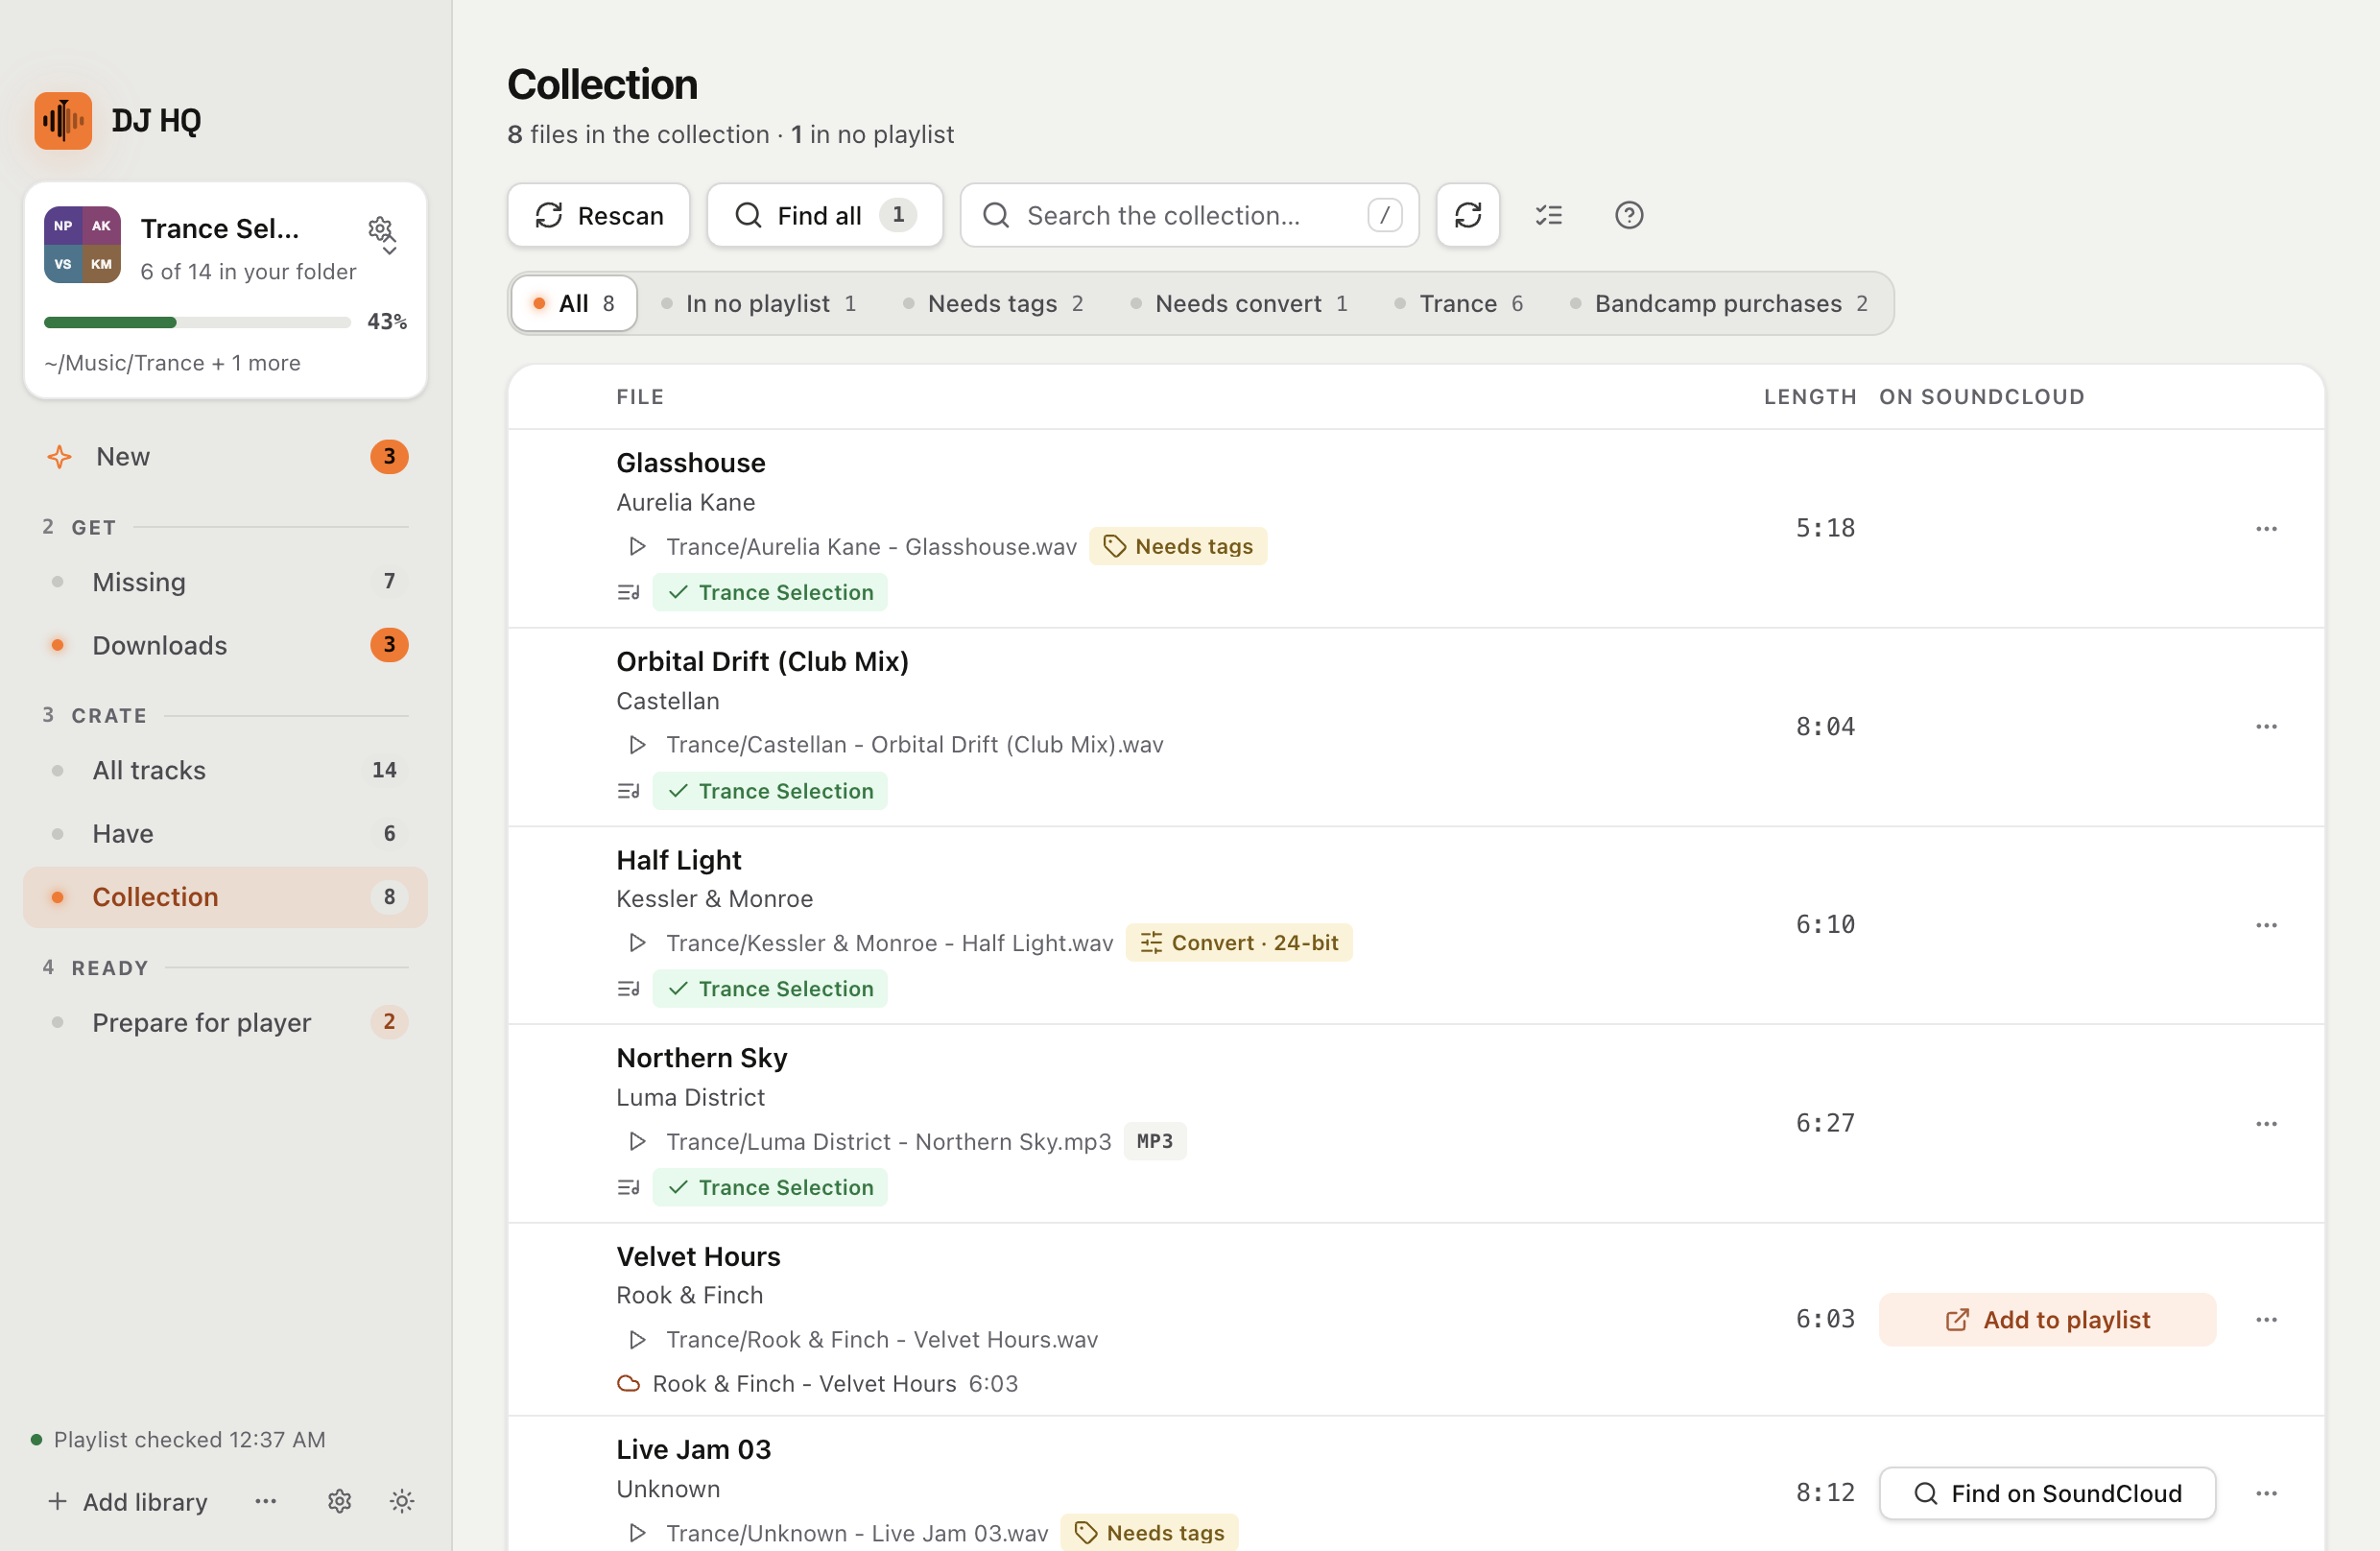 DJ HQ
NP AK
VS KM
Trance Sel...
6 of 14 in your folder
43%
~/Music/Trance + 1 more
New 3
2 GET
Missing 7
Downloads 3
3 CRATE
All tracks 14
Have 6
Collection 8
4 READY
Prepare for player 2
Playlist checked 12:37 AM
Add library
Collection
8 files in the collection · 1 in no playlist
Rescan
Find all 1
Search the collection... /
All 8
In no playlist 1
Needs tags 2
Needs convert 1
Trance 6
Bandcamp purchases 2
FILE LENGTH ON SOUNDCLOUD
Glasshouse
Aurelia Kane
Trance/Aurelia Kane - Glasshouse.wav Needs tags
Trance Selection
5:18
Orbital Drift (Club Mix)
Castellan
Trance/Castellan - Orbital Drift (Club Mix).wav
Trance Selection
8:04
Half Light
Kessler & Monroe
Trance/Kessler & Monroe - Half Light.wav Convert · 24-bit
Trance Selection
6:10
Northern Sky
Luma District
Trance/Luma District - Northern Sky.mp3 MP3
Trance Selection
6:27
Velvet Hours
Rook & Finch
Trance/Rook & Finch - Velvet Hours.wav
Rook & Finch - Velvet Hours 6:03
6:03 Add to playlist
Live Jam 03
Unknown
Trance/Unknown - Live Jam 03.wav Needs tags
8:12 Find on SoundCloud